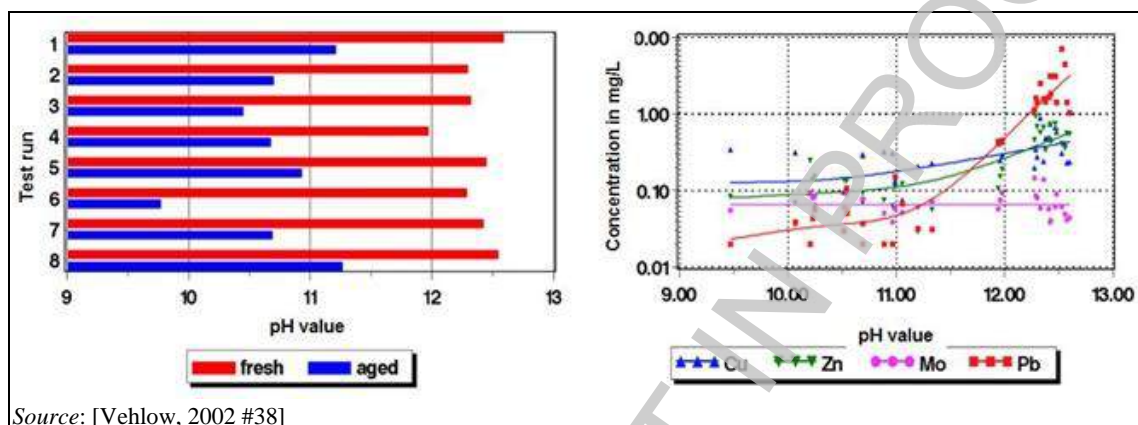 Test run
1
2
3
4
5
6
7
8
9 10 11 12 13
pH value
fresh aged
Concentration in mg/L
0.00
1.00
0.10
0.01
9.00 10.00 11.00 12.00 13.00
pH value
Cu Zn Mo Pb
Source: [Vehlow, 2002 #38]
T IN PROO